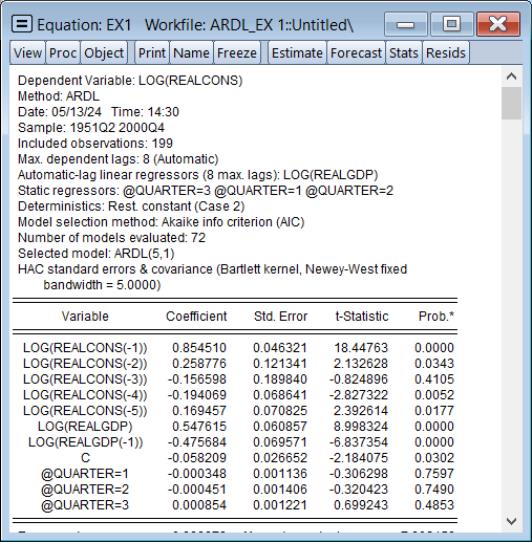 Equation: EX1 Workfile: ARDL_EX 1::Untitled\
View Proc Object Print Name Freeze Estimate Forecast Stats Resids
Dependent Variable: LOG(REALCONS)
Method: ARDL
Date: 05/13/24 Time: 14:30
Sample: 1951Q2 2000Q4
Included observations: 199
Max. dependent lags: 8 (Automatic)
Automatic-lag linear regressors (8 max. lags): LOG(REALGDP)
Static regressors: @QUARTER=3 @QUARTER=1 @QUARTER=2
Deterministics: Rest. constant (Case 2)
Model selection method: Akaike info criterion (AIC)
Number of models evaluated: 72
Selected model: ARDL(5,1)
HAC standard errors & covariance (Bartlett kernel, Newey-West fixed
bandwidth = 5.0000)
Variable Coefficient Std. Error t-Statistic Prob.*
LOG(REALCONS(-1)) 0.854510 0.046321 18.44763 0.0000
LOG(REALCONS(-2)) 0.258776 0.121341 2.132628 0.0343
LOG(REALCONS(-3)) -0.156598 0.189840 -0.824896 0.4105
LOG(REALCONS(-4)) -0.194069 0.068641 -2.827322 0.0052
LOG(REALCONS(-5)) 0.169457 0.070825 2.392614 0.0177
LOG(REALGDP) 0.547615 0.060857 8.998324 0.0000
LOG(REALGDP(-1)) -0.475684 0.069571 -6.837354 0.0000
C -0.058209 0.026652 -2.184075 0.0302
@QUARTER=1 -0.000348 0.001136 -0.306298 0.7597
@QUARTER=2 -0.000451 0.001406 -0.320423 0.7490
@QUARTER=3 0.000854 0.001221 0.699243 0.4853